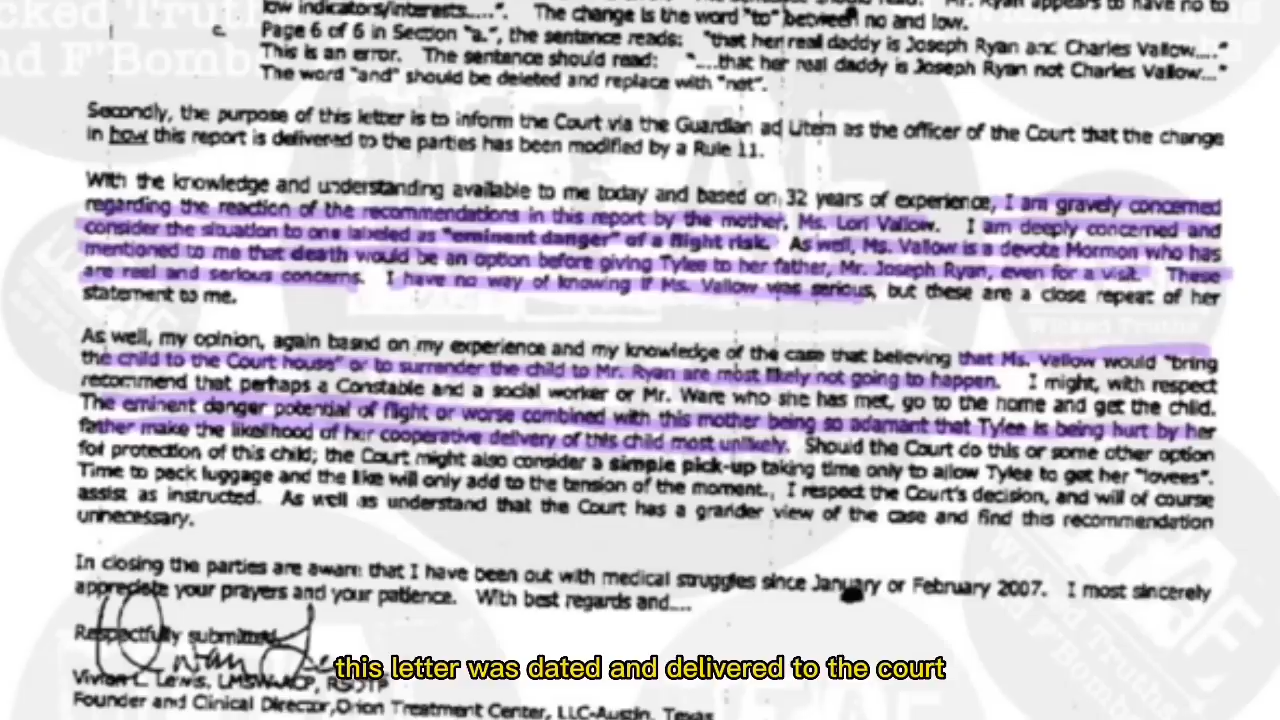 low indicators/interests.....". The change is the word "to" between no and low.
c. Page 6 of 6 in Section "a.", the sentence reads: "that her real daddy is Joseph Ryan and Charles Vallow...."
This is an error. The sentence should read: "....that her real daddy is Joseph Ryan not Charles Vallow..."
The word "and" should be deleted and replace with "not".
Secondly, the purpose of this letter is to inform the Court via the Guardian ad Litem as the officer of the Court that the change
in how this report is delivered to the parties has been modified by a Rule 11.
With the knowledge and understanding available to me today and based on 32 years of experience, I am gravely concerned
regarding the reaction of the recommendations in this report by the mother, Ms. Lori Vallow. I am deeply concerned and
consider the situation to one labeled as "eminent danger" of a flight risk. As well, Ms. Vallow is a devote Mormon who has
mentioned to me that death would be an option before giving Tylee to her father, Mr. Joseph Ryan, even for a visit. These
are reel and serious concerns. I have no way of knowing if Ms. Vallow was serious, but these are a close repeat of her
statement to me.
As well, my opinion, again based on my experience and my knowledge of the case that believing that Ms. Vallow would "bring
the child to the Court house" or to surrender the child to Mr. Ryan are most likely not going to happen. I might, with respect
recommend that perhaps a Constable and a social worker or Mr. Ware who she has met, go to the home and get the child.
The eminent danger potential of flight or worse combined with this mother being so adamant that Tylee is being hurt by her
father make the likelihood of her cooperative delivery of this child most unlikely. Should the Court do this or some other option
for protection of this child; the Court might also consider a simple pick-up taking time only to allow Tylee to get her "lovees".
Time to pack luggage and the like will only add to the tension of the moment., I respect the Court's decision, and will of course
assist as instructed. As well as understand that the Court has a grander view of the case and find this recommendation
unnecessary.
In closing the parties are aware that I have been out with medical struggles since January or February 2007. I most sincerely
appreciate your prayers and your patience. With best regards and....
Respectfully submitted,
Vivian L. Lewis, LMSW-ACP, RSOTP
Founder and Clinical Director, Orion Treatment Center, LLC-Austin, Texas
this letter was dated and delivered to the court